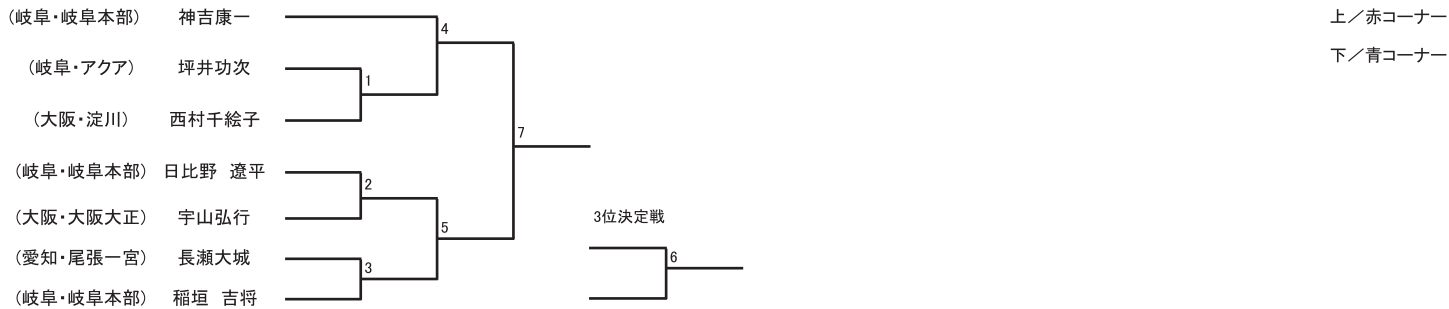 （岐阜・岐阜本部） 神吉康一 4 上／赤コーナー
下／青コーナー
（岐阜・アクア） 坪井功次 1
（大阪・淀川） 西村千絵子
7
（岐阜・岐阜本部） 日比野 遼平 2
（大阪・大阪大正） 宇山弘行
3位決定戦
5
（愛知・尾張一宮） 長瀬大城
3
6
（岐阜・岐阜本部） 稲垣 吉将